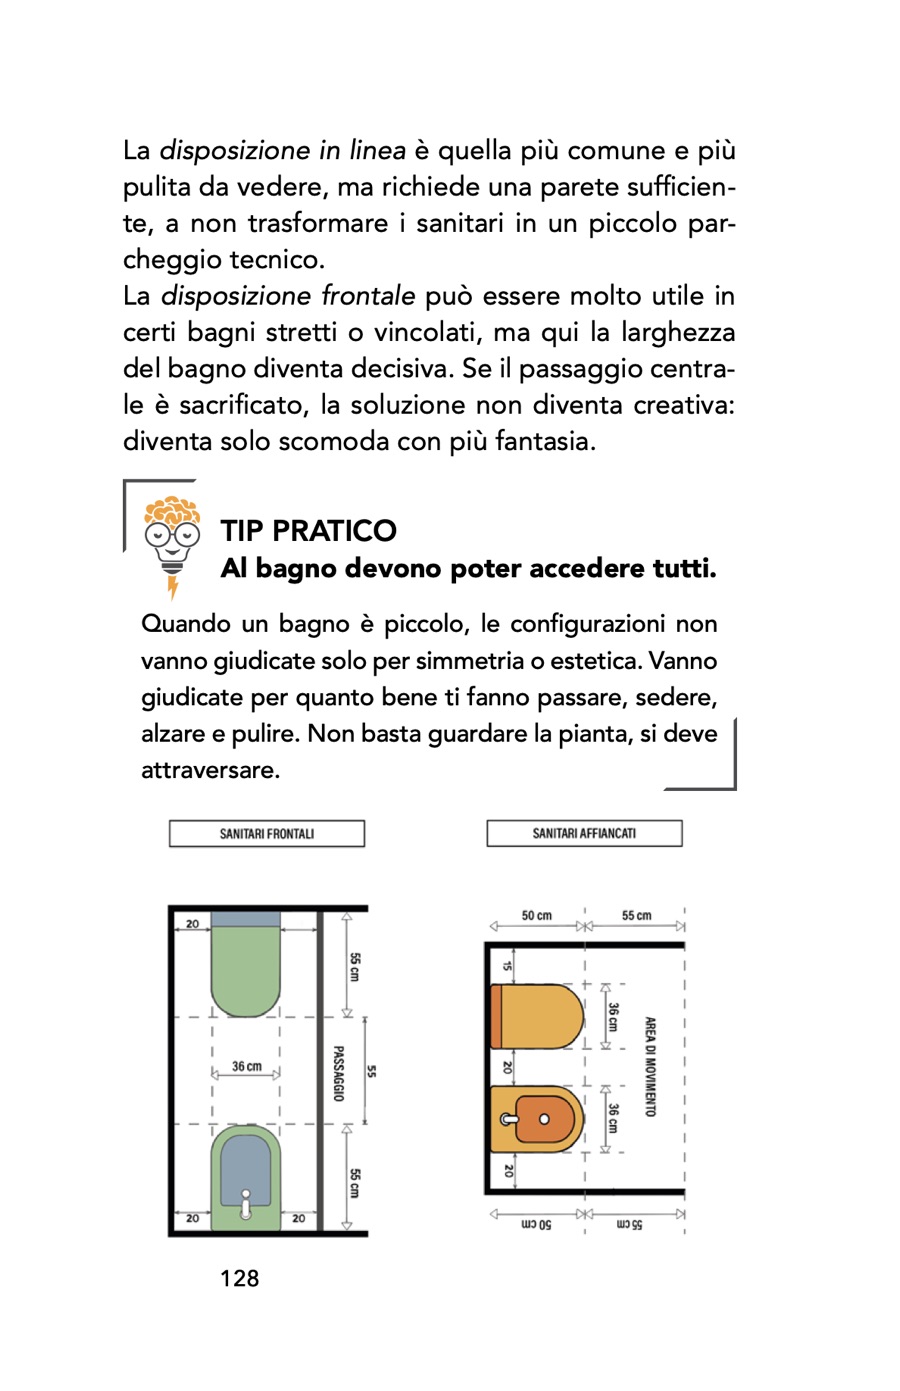 La disposizione in linea è quella più comune e più
pulita da vedere, ma richiede una parete sufficien-
te, a non trasformare i sanitari in un piccolo par-
cheggio tecnico.
La disposizione frontale può essere molto utile in
certi bagni stretti o vincolati, ma qui la larghezza
del bagno diventa decisiva. Se il passaggio centra-
le è sacrificato, la soluzione non diventa creativa:
diventa solo scomoda con più fantasia.
TIP PRATICO
Al bagno devono poter accedere tutti.
Quando un bagno è piccolo, le configurazioni non
vanno giudicate solo per simmetria o estetica. Vanno
giudicate per quanto bene ti fanno passare, sedere,
alzare e pulire. Non basta guardare la pianta, si deve
attraversare.
SANITARI FRONTALI
20
55 cm
36 cm
PASSAGGIO
55
55 cm
20
20
SANITARI AFFIANCATI
50 cm
55 cm
15
36 cm
AREA DI MOVIMENTO
20
36 cm
20
50 cm
55 cm
128